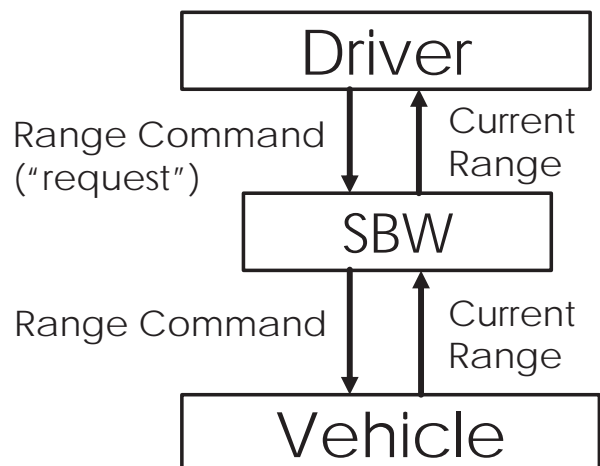 Driver
Range Command
(“request”)
Current
Range
SBW
Range Command
Current
Range
Vehicle